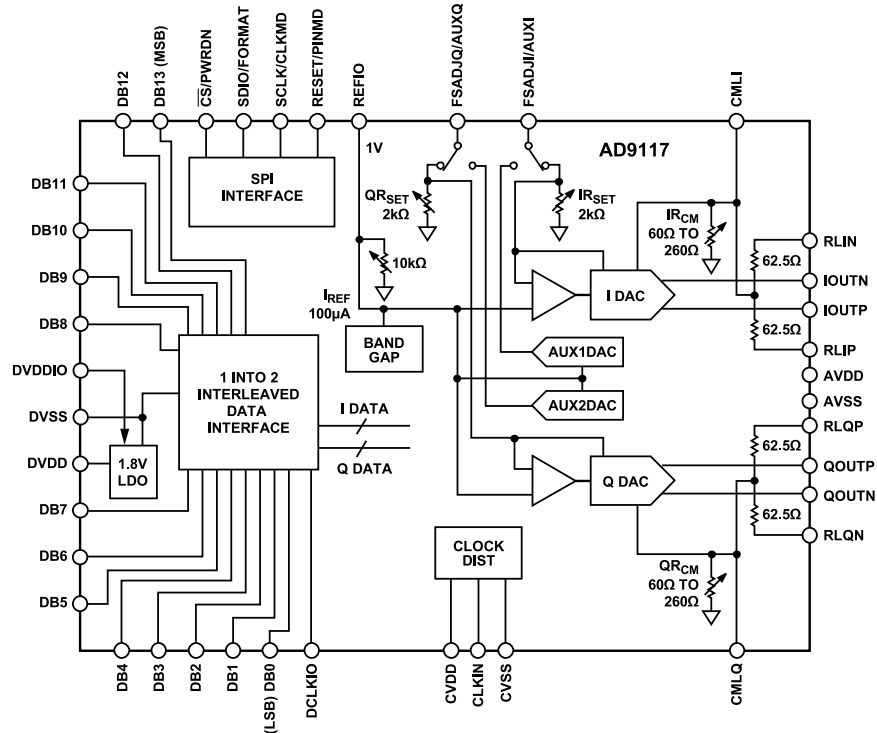 DB12
DB13 (MSB)
CS/PWRDN
SDIO/FORMAT
SCLK/CLKMD
RESET/PINMD
REFIO
FSADJQ/AUXQ
FSADJI/AUXI
CMLI
1V
AD9117
SPI
INTERFACE
DB11
DB10
DB9
DB8
DVDDIO
DVSS
DVDD
DB7
DB6
DB5
QRSET
2kΩ
IRSET
2kΩ
IRCM
60Ω TO
260Ω
10kΩ
IREF
100µA
BAND
GAP
I DAC
AUX1DAC
AUX2DAC
Q DAC
62.5Ω
62.5Ω
RLIN
IOUTN
IOUTP
RLIP
AVDD
AVSS
RLQP
QOUTP
QOUTN
RLQN
62.5Ω
62.5Ω
1 INTO 2
INTERLEAVED
DATA
INTERFACE
I DATA
Q DATA
1.8V
LDO
CLOCK
DIST
QRCM
60Ω TO
260Ω
DB4
DB3
DB2
DB1
(LSB) DB0
DCLKIO
CVDD
CLKIN
CVSS
CMLQ